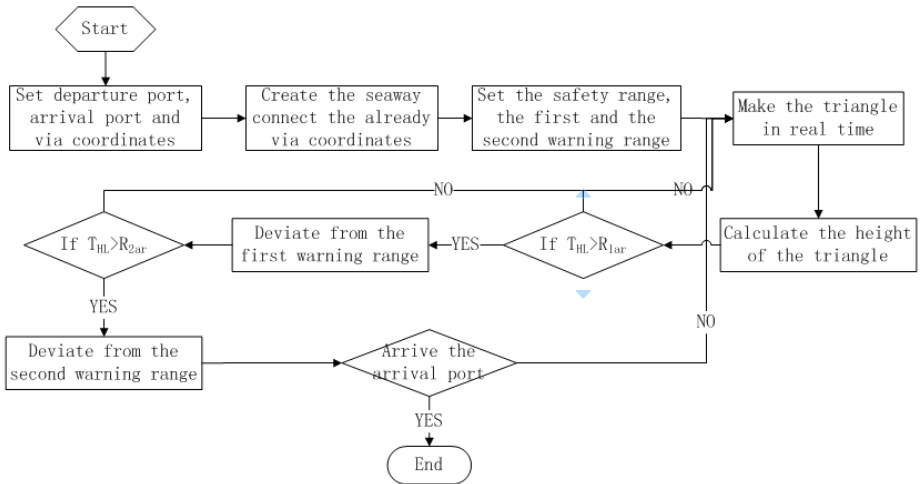 Start
Set departure port,
arrival port and
via coordinates
Create the seaway
connect the already
via coordinates
Set the safety range,
the first and the
second warning range
Make the triangle
in real time
NO
NO
If T_HL>R_2ar
Deviate from the
first warning range
YES
If T_HL>R_1ar
Calculate the height
of the triangle
YES
NO
Deviate from the
second warning range
Arrive the
arrival port
YES
End